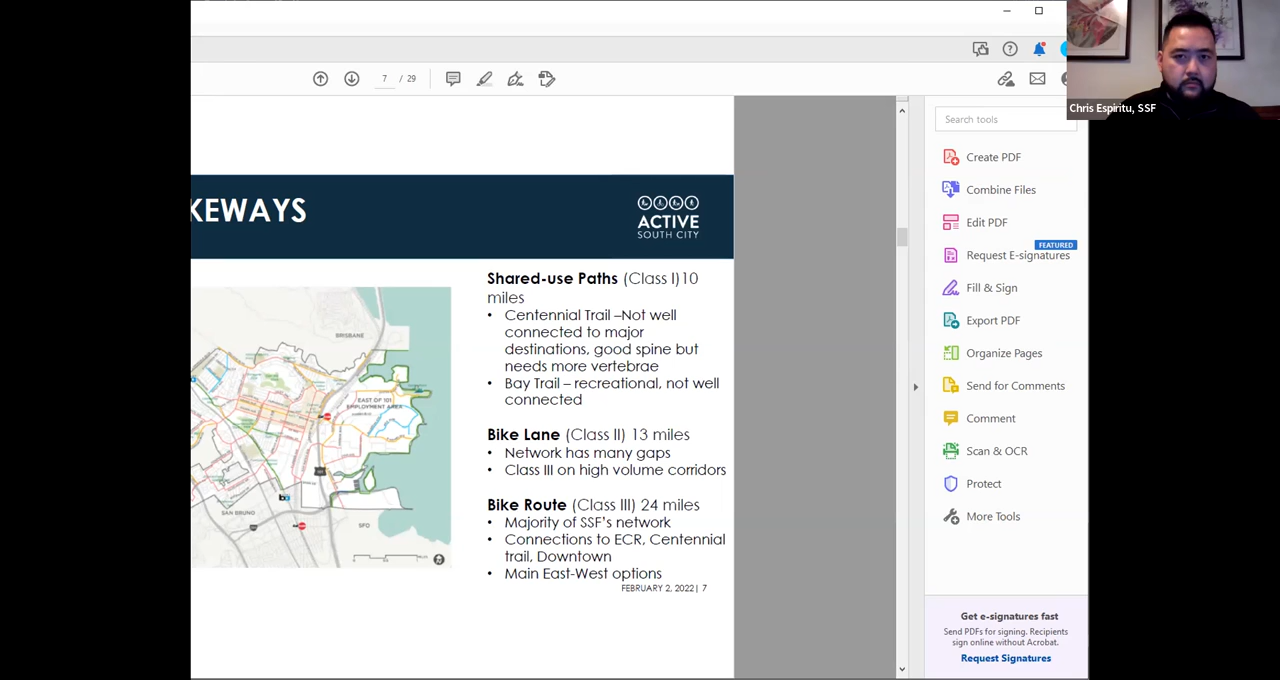 Chris Espiritu, SSF
7 / 29
Search tools
Create PDF
Combine Files
Edit PDF
FEATURED
Request E-signatures
Fill & Sign
Export PDF
Organize Pages
Send for Comments
Comment
Scan & OCR
Protect
More Tools
Get e-signatures fast
Send PDFs for signing. Recipients
sign online without Acrobat.
Request Signatures
KEWAYS
ACTIVE
SOUTH CITY
BRISBANE
EAST OF 101
EMPLOYMENT AREA
SAN BRUNO
SFO
Shared-use Paths (Class I)10
miles
• Centennial Trail –Not well
connected to major
destinations, good spine but
needs more vertebrae
• Bay Trail – recreational, not well
connected
Bike Lane (Class II) 13 miles
• Network has many gaps
• Class III on high volume corridors
Bike Route (Class III) 24 miles
• Majority of SSF's network
• Connections to ECR, Centennial
trail, Downtown
• Main East-West options
FEBRUARY 2, 2022| 7